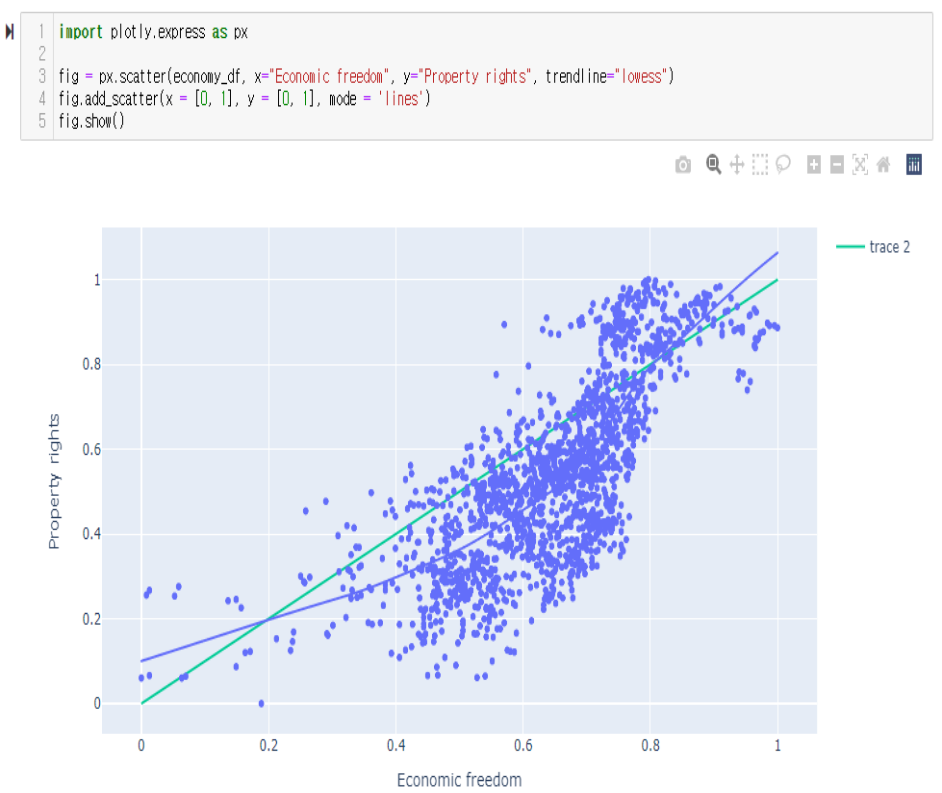 1 import plotly.express as px
2
3 fig = px.scatter(economy_df, x="Economic freedom", y="Property rights", trendline="lowess")
4 fig.add_scatter(x = [0, 1], y = [0, 1], mode = 'lines')
5 fig.show()
trace 2
1
0.8
0.6
0.4
0.2
0
Property rights
0 0.2 0.4 0.6 0.8 1
Economic freedom